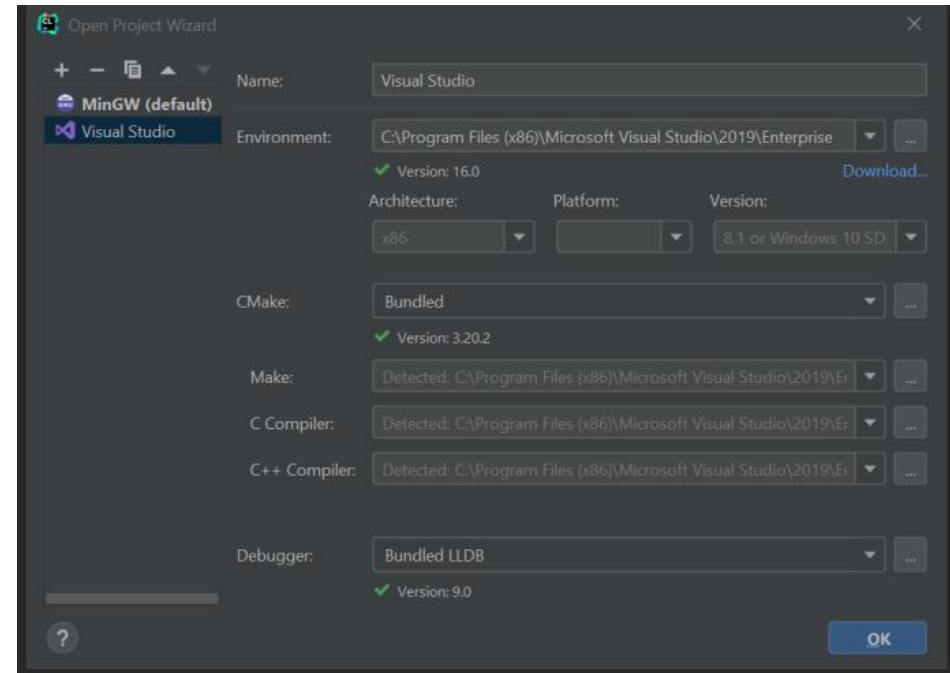 Open Project Wizard
MinGW (default)
Visual Studio
Name: Visual Studio
Environment: C:\Program Files (x86)\Microsoft Visual Studio\2019\Enterprise ...
Version: 16.0 Download...
Architecture: Platform: Version:
x86 8.1 or Windows 10 SD
CMake: Bundled ...
Version: 3.20.2
Make: Detected: C:\Program Files (x86)\Microsoft Visual Studio\2019\E ...
C Compiler: Detected: C:\Program Files (x86)\Microsoft Visual Studio\2019\E ...
C++ Compiler: Detected: C:\Program Files (x86)\Microsoft Visual Studio\2019\E ...
Debugger: Bundled LLDB ...
Version: 9.0
? OK